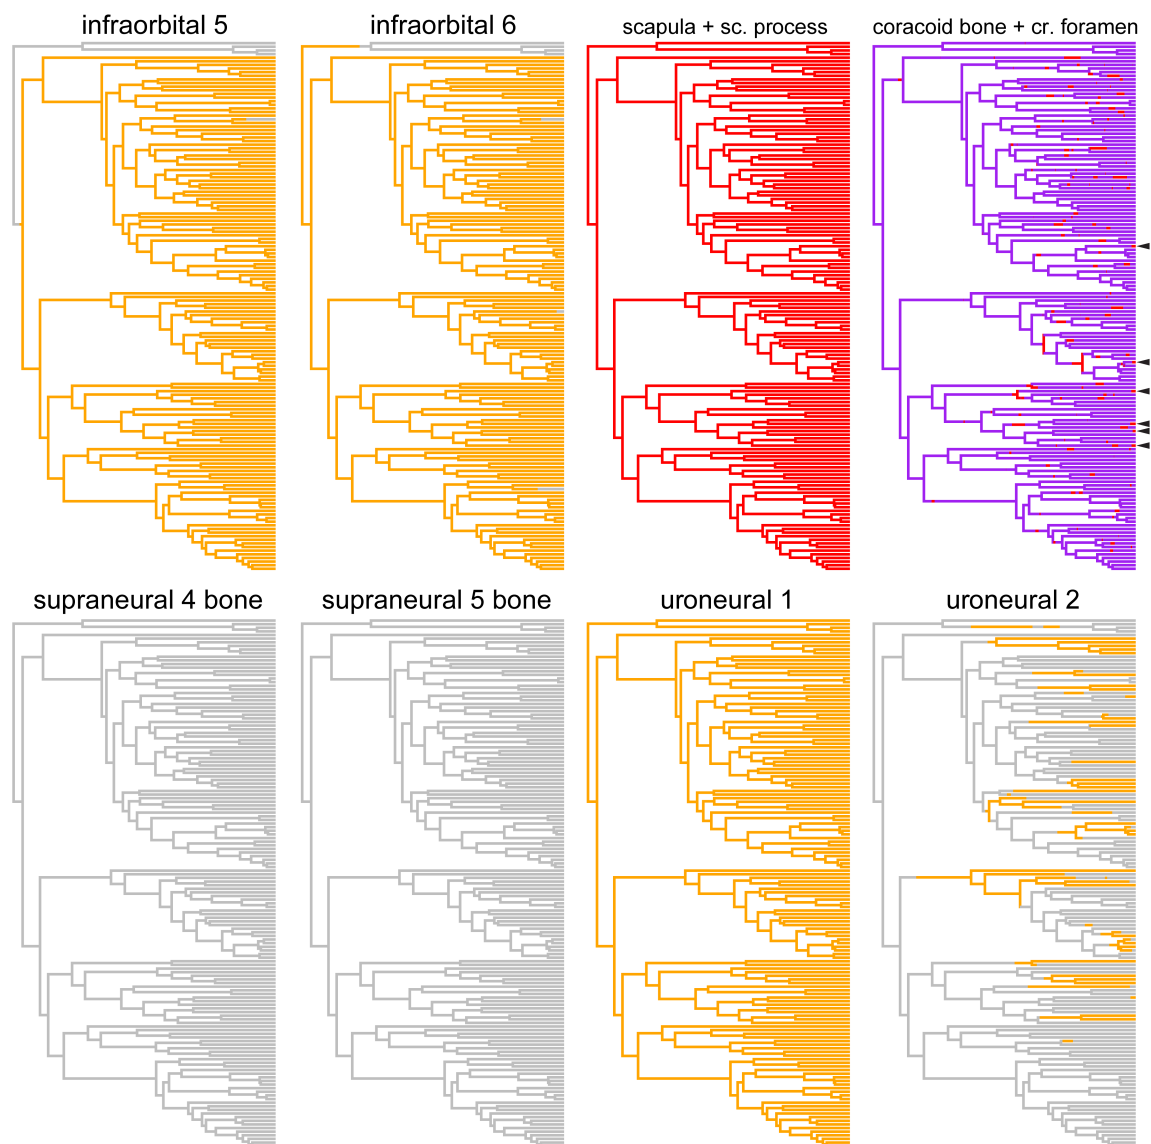 infraorbital 5
infraorbital 6
scapula + sc. process
coracoid bone + cr. foramen
supraneural 4 bone
supraneural 5 bone
uroneural 1
uroneural 2